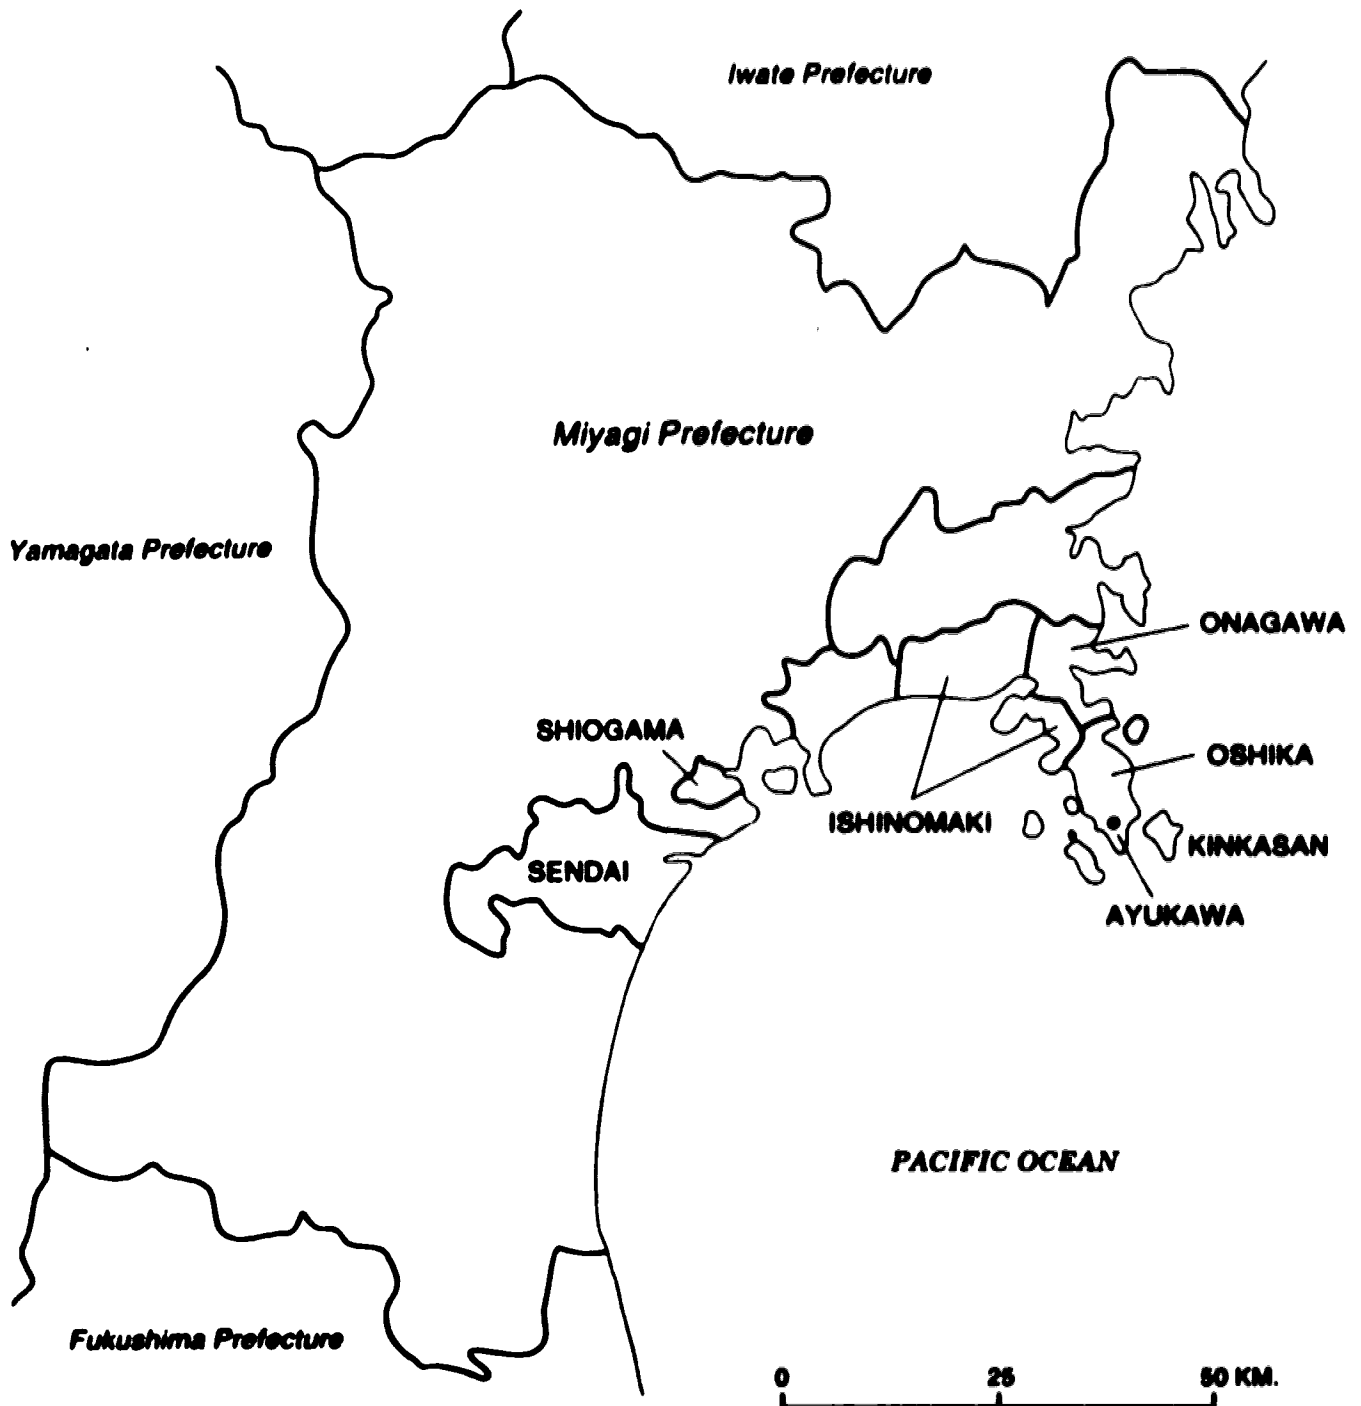 Iwate Prefecture
Miyagi Prefecture
Yamagata Prefecture
ONAGAWA
SHIOGAMA
OSHIKA
ISHINOMAKI
KINKASAN
SENDAI
AYUKAWA
PACIFIC OCEAN
Fukushima Prefecture
0 25 50 KM.